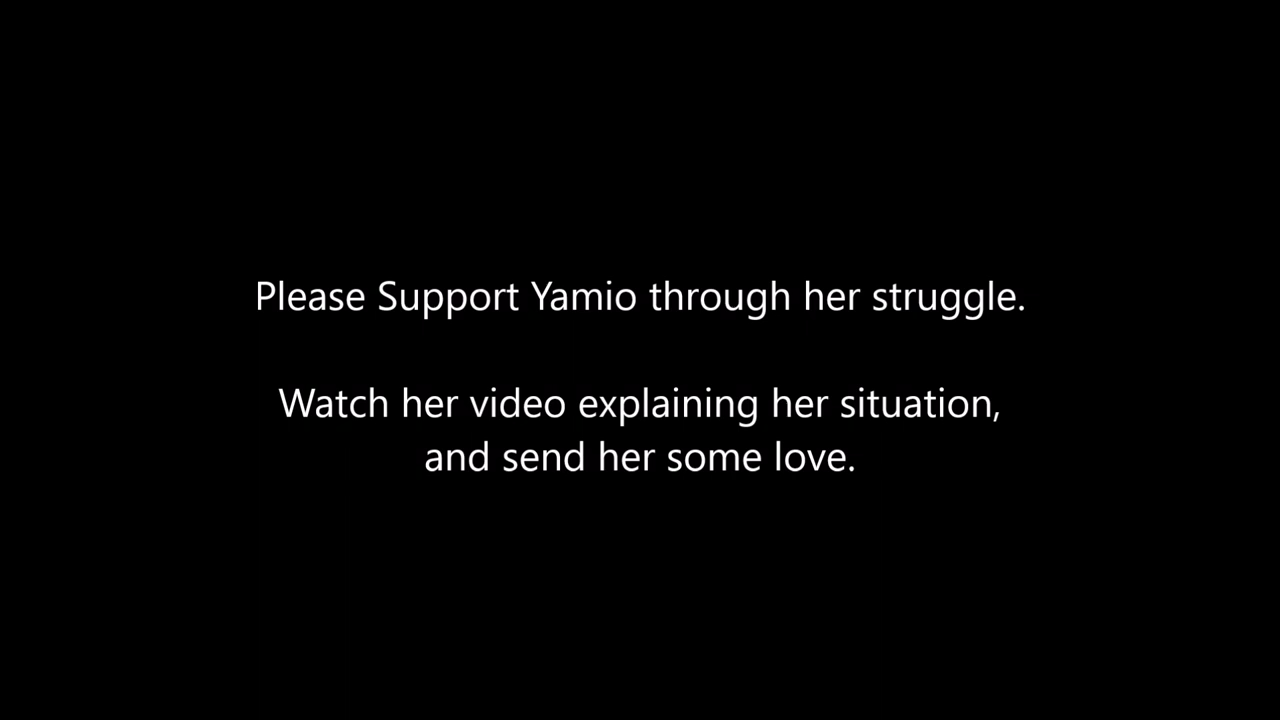 Please Support Yamio through her struggle.
Watch her video explaining her situation,
and send her some love.